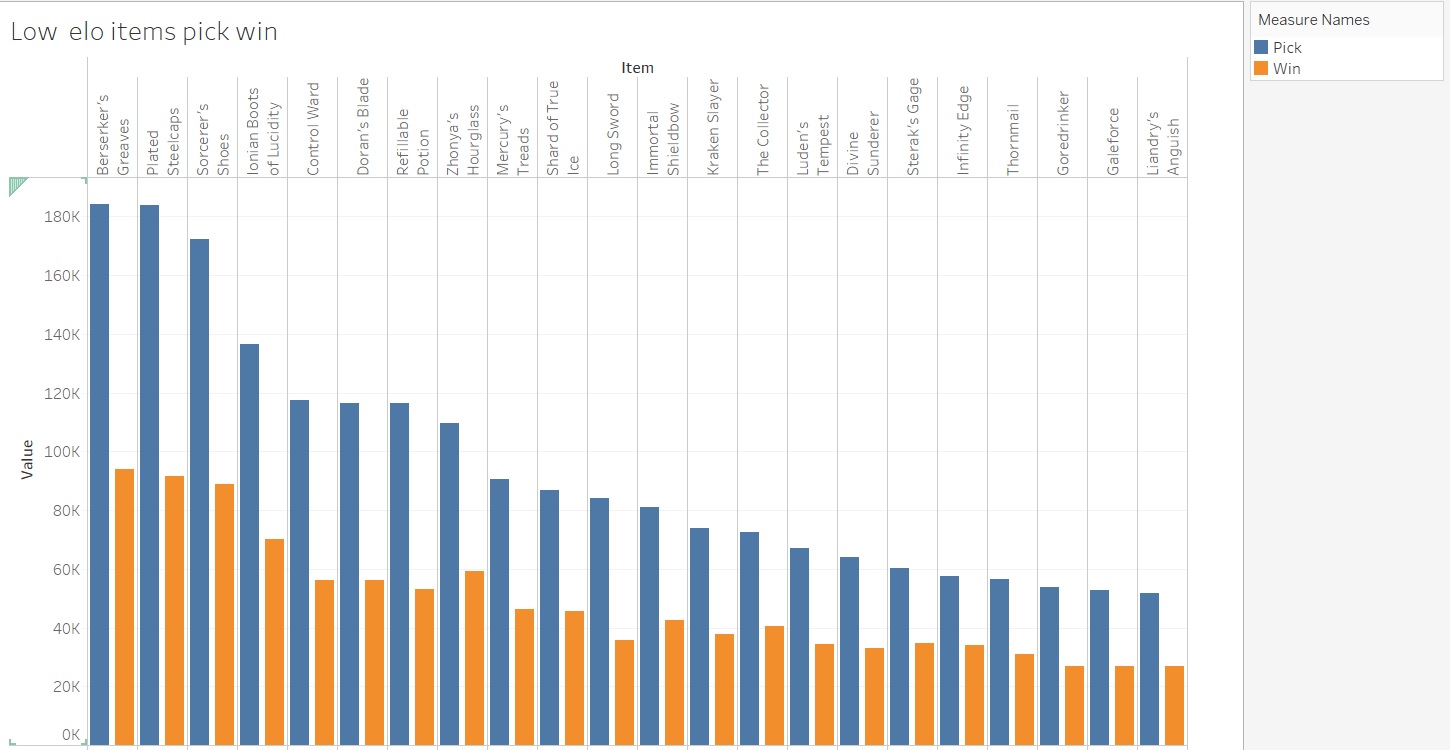 Low  elo items pick win
Measure Names
Pick
Win
Item
Berserker's
Greaves
Plated
Steelcaps
Sorcerer's
Shoes
Ionian Boots
of Lucidity
Control Ward
Doran's Blade
Refillable
Potion
Zhonya's
Hourglass
Mercury's
Treads
Shard of True
Ice
Long Sword
Immortal
Shieldbow
Kraken Slayer
The Collector
Luden's
Tempest
Divine
Sunderer
Sterak's Gage
Infinity Edge
Thornmail
Goredrinker
Galeforce
Liandry's
Anguish
Value
180K
160K
140K
120K
100K
80K
60K
40K
20K
0K